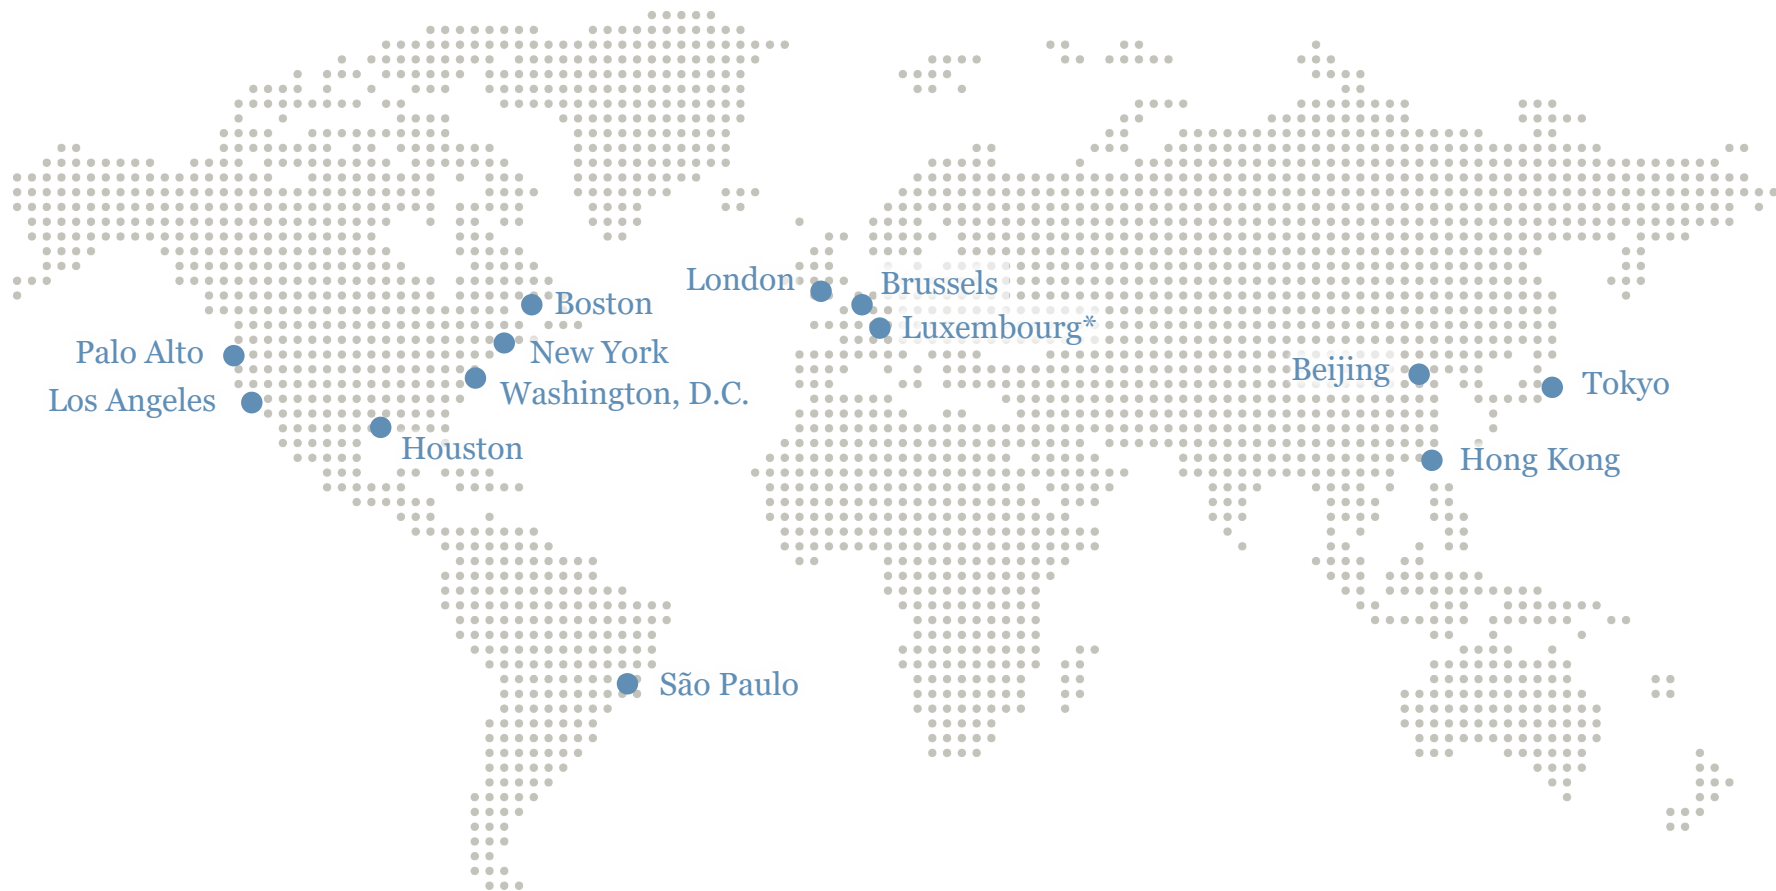 London
Brussels
Boston
Luxembourg*
Palo Alto
New York
Beijing
Tokyo
Los Angeles
Washington, D.C.
Houston
Hong Kong
São Paulo